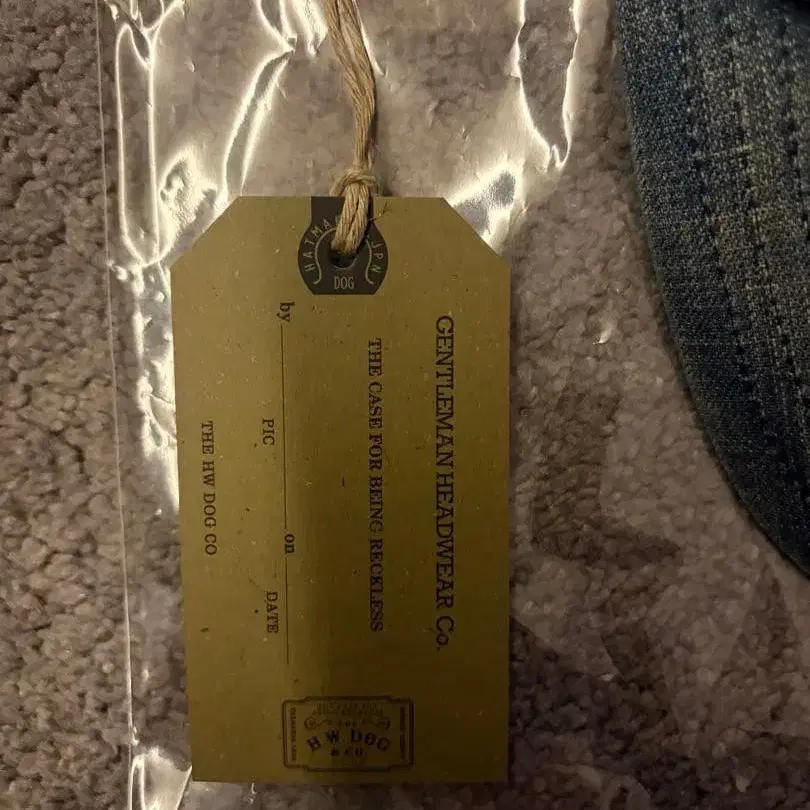 HATMA JPN
DOG
GENTLEMAN HEADWEAR Co.
THE CASE FOR BEING RECKLESS
by on
PIC DATE
THE HW DOG CO
THE
H.W. DOG
& CO